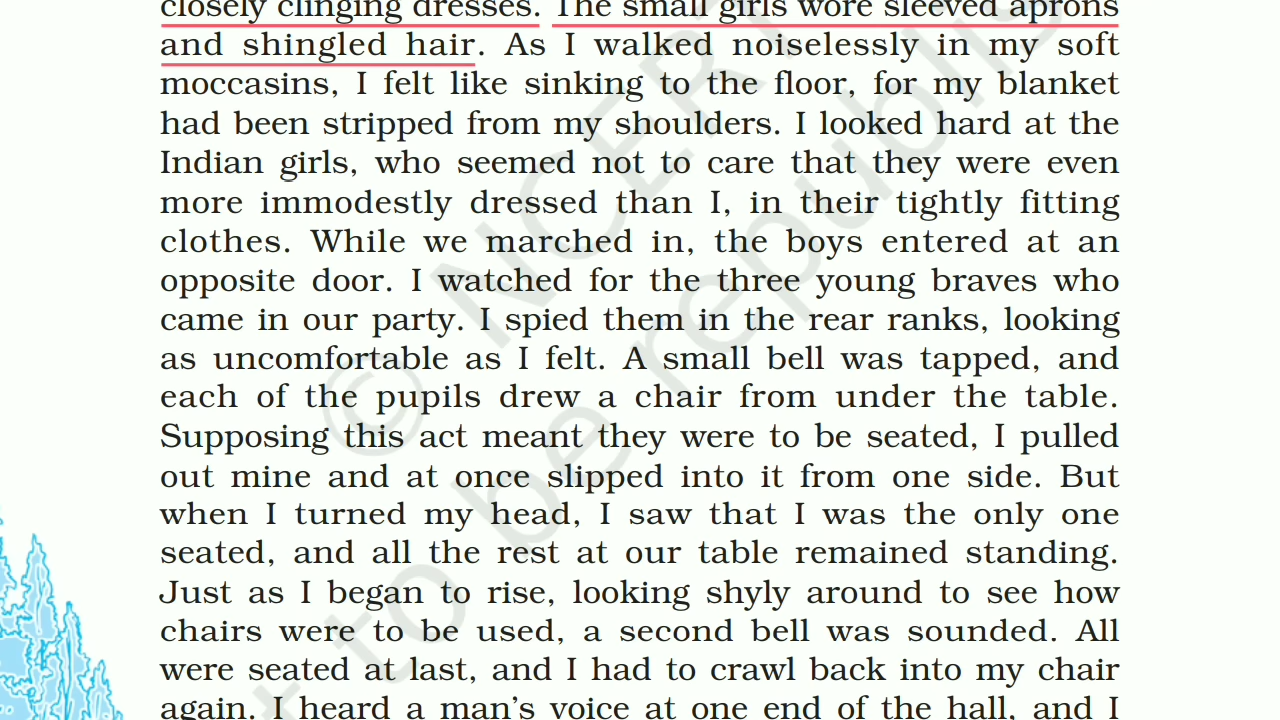 closely clinging dresses. The small girls wore sleeved aprons
and shingled hair. As I walked noiselessly in my soft
moccasins, I felt like sinking to the floor, for my blanket
had been stripped from my shoulders. I looked hard at the
Indian girls, who seemed not to care that they were even
more immodestly dressed than I, in their tightly fitting
clothes. While we marched in, the boys entered at an
opposite door. I watched for the three young braves who
came in our party. I spied them in the rear ranks, looking
as uncomfortable as I felt. A small bell was tapped, and
each of the pupils drew a chair from under the table.
Supposing this act meant they were to be seated, I pulled
out mine and at once slipped into it from one side. But
when I turned my head, I saw that I was the only one
seated, and all the rest at our table remained standing.
Just as I began to rise, looking shyly around to see how
chairs were to be used, a second bell was sounded. All
were seated at last, and I had to crawl back into my chair
again. I heard a man's voice at one end of the hall, and I
© NCERT
to be republis